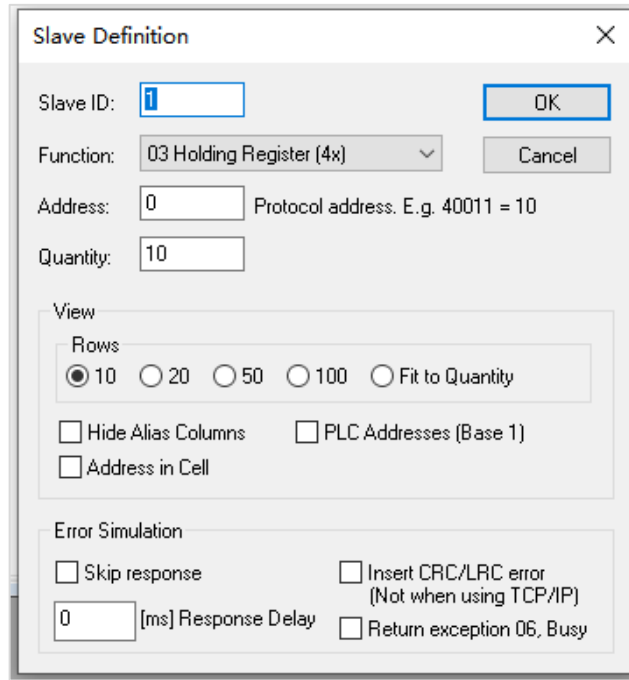 Slave Definition
Slave ID: 1 OK
Function: 03 Holding Register (4x) Cancel
Address: 0 Protocol address. E.g. 40011 = 10
Quantity: 10
View
Rows
10 20 50 100 Fit to Quantity
Hide Alias Columns PLC Addresses (Base 1)
Address in Cell
Error Simulation
Skip response Insert CRC/LRC error
(Not when using TCP/IP)
0 [ms] Response Delay
Return exception 06, Busy